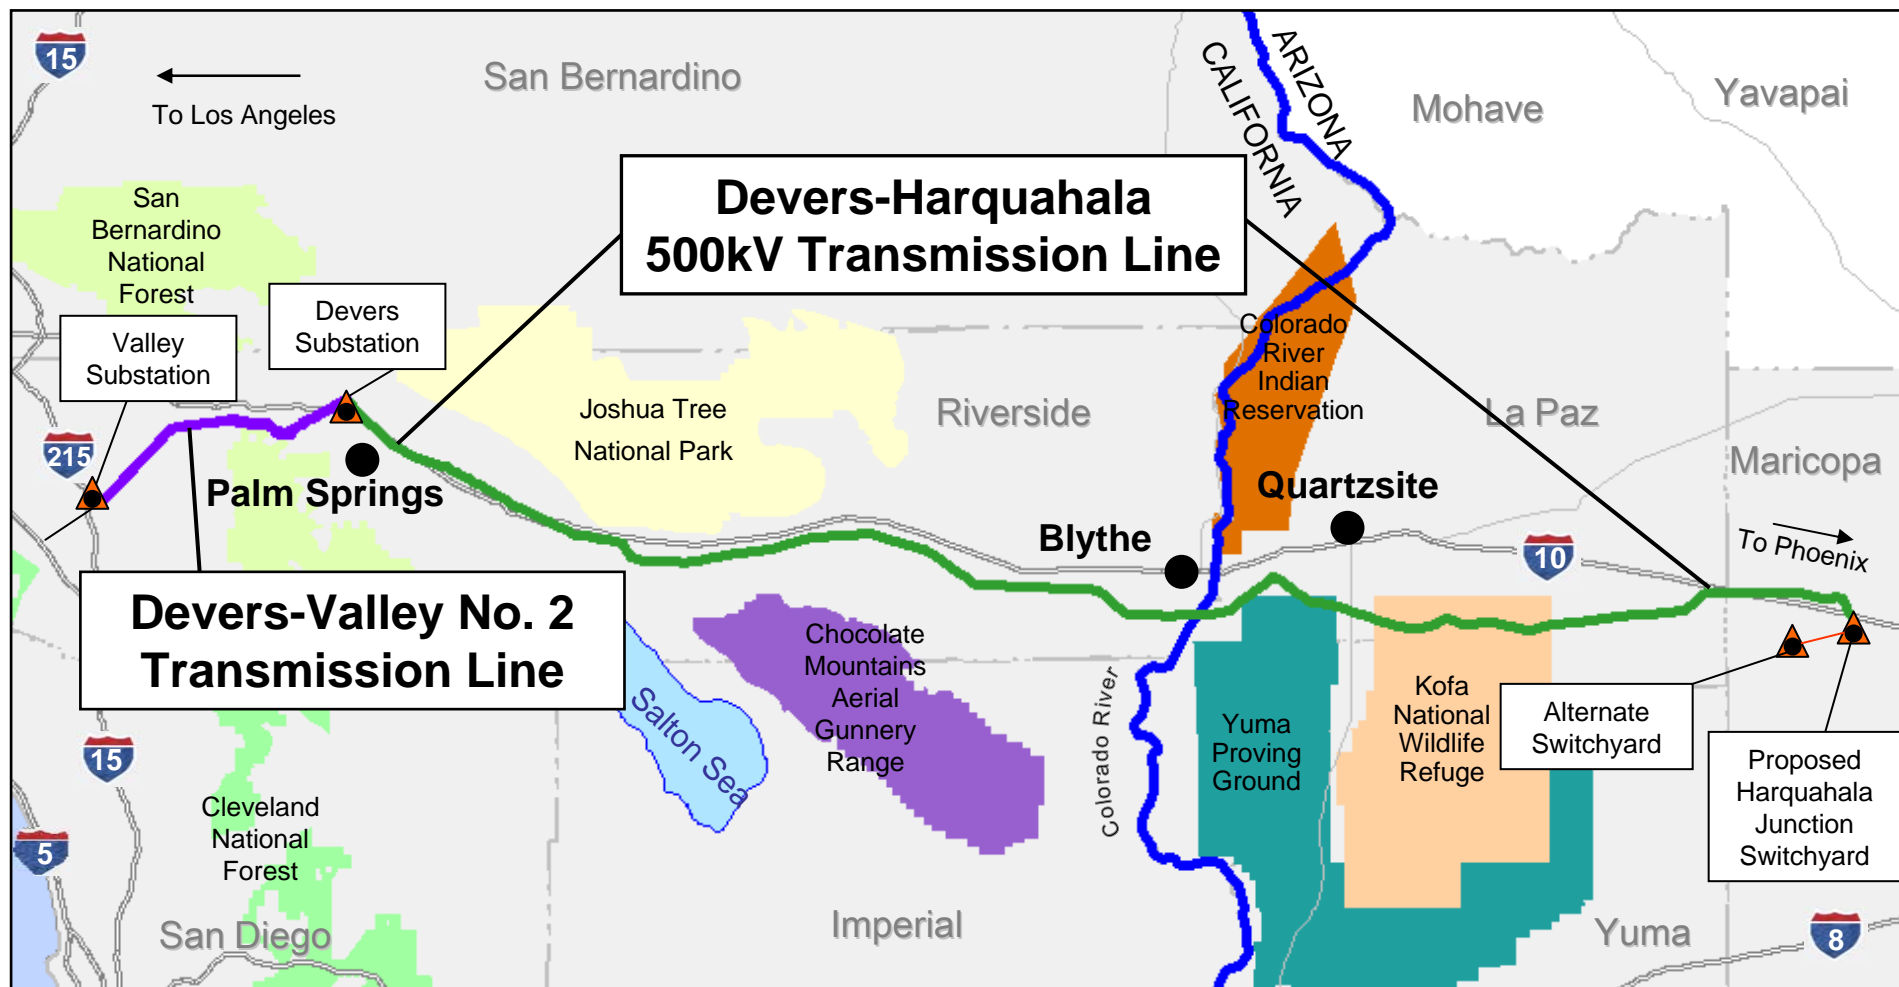 15
To Los Angeles
San Bernardino
ARIZONA
CALIFORNIA
Mohave
Yavapai
San
Bernardino
National
Forest
Devers-Harquahala
500kV Transmission Line
Devers
Substation
Valley
Substation
Joshua Tree
National Park
Riverside
Colorado
River
Indian
Reservation
La Paz
Maricopa
215
Palm Springs
Quartzsite
Blythe
10
To Phoenix
Devers-Valley No. 2
Transmission Line
Salton Sea
Chocolate
Mountains
Aerial
Gunnery
Range
Colorado River
Yuma
Proving
Ground
Kofa
National
Wildlife
Refuge
Alternate
Switchyard
Proposed
Harquahala
Junction
Switchyard
15
5
Cleveland
National
Forest
San Diego
Imperial
Yuma
8